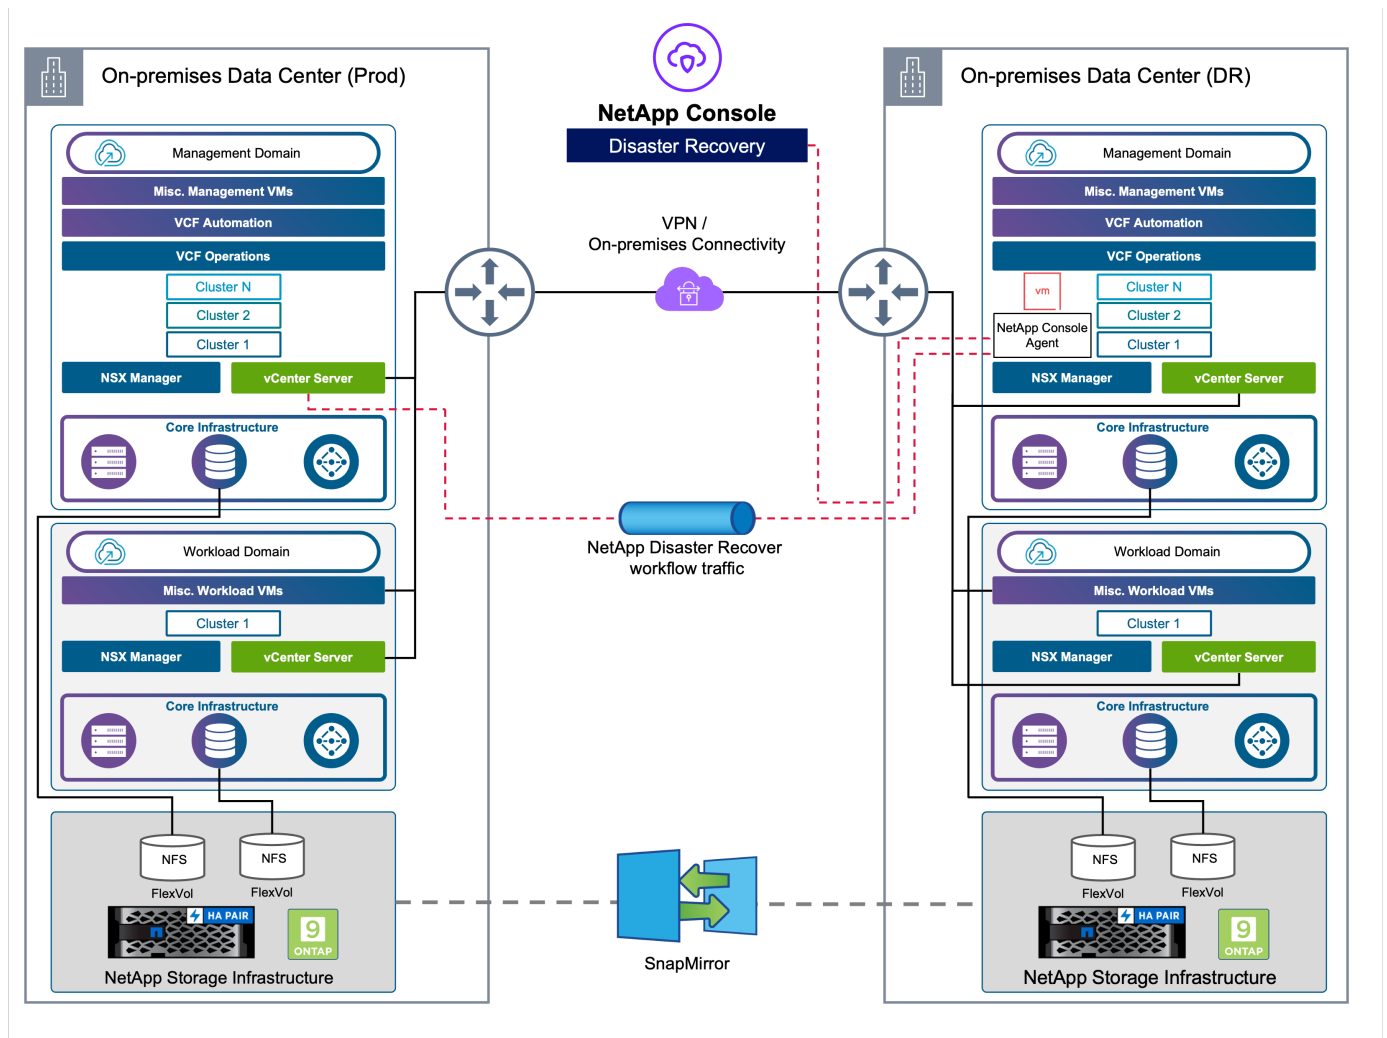 On-premises Data Center (Prod)
Management Domain
Misc. Management VMs
VCF Automation
VCF Operations
Cluster N
Cluster 2
Cluster 1
NSX Manager
vCenter Server
Core Infrastructure
Workload Domain
Misc. Workload VMs
Cluster 1
NSX Manager
vCenter Server
Core Infrastructure
NFS
NFS
FlexVol
FlexVol
HA PAIR
9
ONTAP
NetApp Storage Infrastructure
NetApp Console
Disaster Recovery
VPN /
On-premises Connectivity
NetApp Disaster Recover
workflow traffic
SnapMirror
On-premises Data Center (DR)
Management Domain
Misc. Management VMs
VCF Automation
VCF Operations
vm
NetApp Console
Agent
Cluster N
Cluster 2
Cluster 1
NSX Manager
vCenter Server
Core Infrastructure
Workload Domain
Misc. Workload VMs
Cluster 1
NSX Manager
vCenter Server
Core Infrastructure
NFS
NFS
FlexVol
FlexVol
HA PAIR
9
ONTAP
NetApp Storage Infrastructure